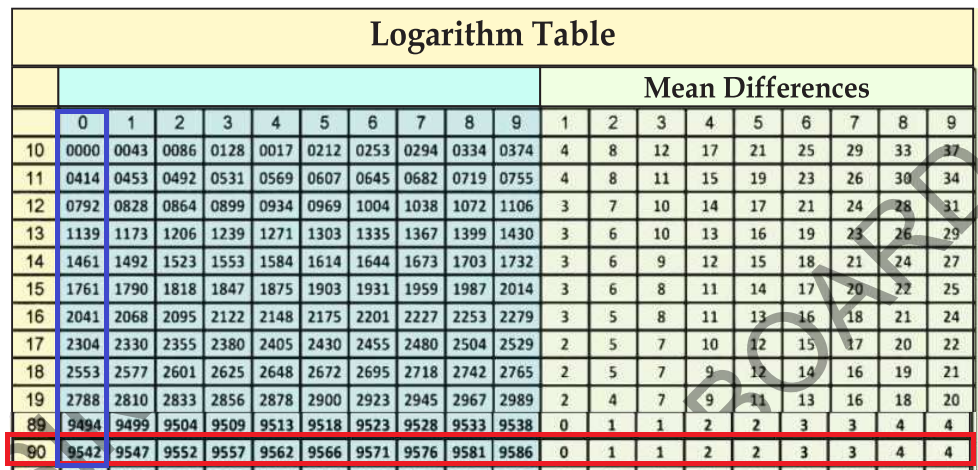 Logarithm Table
Mean Differences
0 1 2 3 4 5 6 7 8 9 1 2 3 4 5 6 7 8 9
10 0000 0043 0086 0128 0017 0212 0253 0294 0334 0374 4 8 12 17 21 25 29 33 37
11 0414 0453 0492 0531 0569 0607 0645 0682 0719 0755 4 8 11 15 19 23 26 30 34
12 0792 0828 0864 0899 0934 0969 1004 1038 1072 1106 3 7 10 14 17 21 24 28 31
13 1139 1173 1206 1239 1271 1303 1335 1367 1399 1430 3 6 10 13 16 19 23 26 29
14 1461 1492 1523 1553 1584 1614 1644 1673 1703 1732 3 6 9 12 15 18 21 24 27
15 1761 1790 1818 1847 1875 1903 1931 1959 1987 2014 3 6 8 11 14 17 20 22 25
16 2041 2068 2095 2122 2148 2175 2201 2227 2253 2279 3 5 8 11 13 16 18 21 24
17 2304 2330 2355 2380 2405 2430 2455 2480 2504 2529 2 5 7 10 12 15 17 20 22
18 2553 2577 2601 2625 2648 2672 2695 2718 2742 2765 2 5 7 9 12 14 16 19 21
19 2788 2810 2833 2856 2878 2900 2923 2945 2967 2989 2 4 7 9 11 13 16 18 20
89 9494 9499 9504 9509 9513 9518 9523 9528 9533 9538 0 1 1 2 2 3 3 4 4
90 9542 9547 9552 9557 9562 9566 9571 9576 9581 9586 0 1 1 2 2 3 3 4 4
BOARD